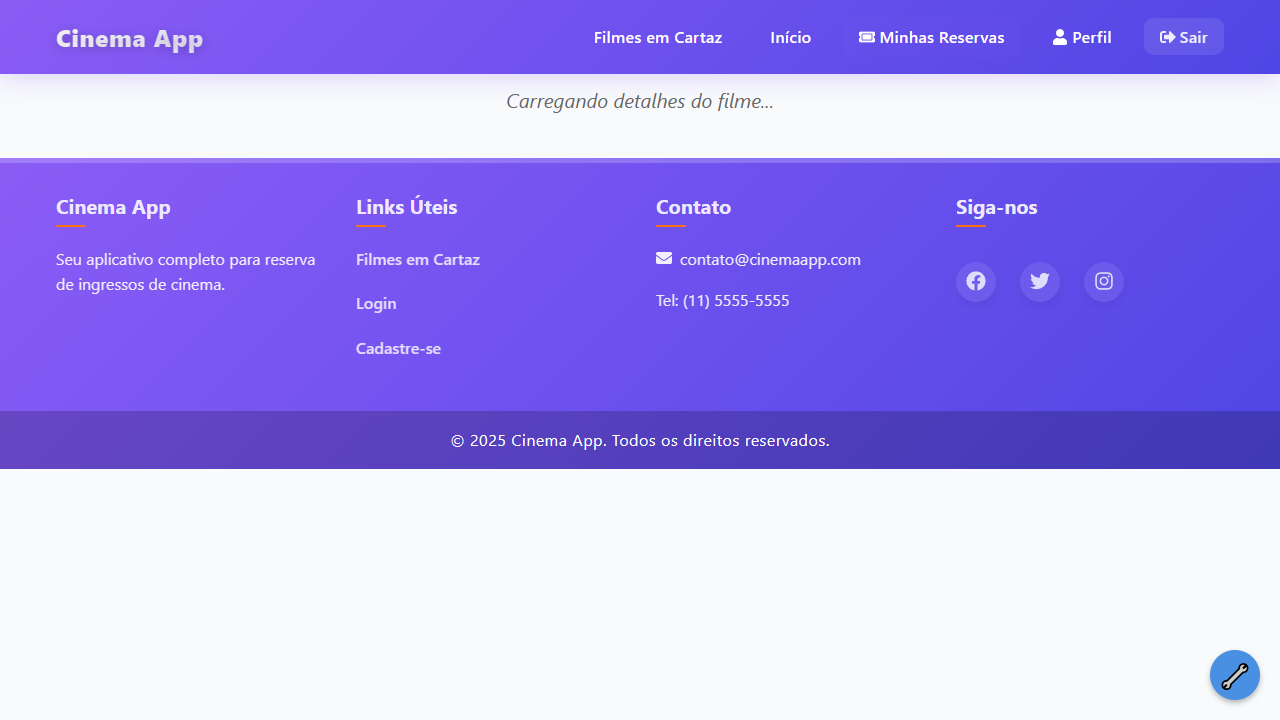 Cinema App
Filmes em Cartaz
Início
Minhas Reservas
Perfil
Sair
Carregando detalhes do filme...
Cinema App
Seu aplicativo completo para reserva
de ingressos de cinema.
Links Úteis
Filmes em Cartaz
Login
Cadastre-se
Contato
contato@cinemaapp.com
Tel: (11) 5555-5555
Siga-nos
© 2025 Cinema App. Todos os direitos reservados.